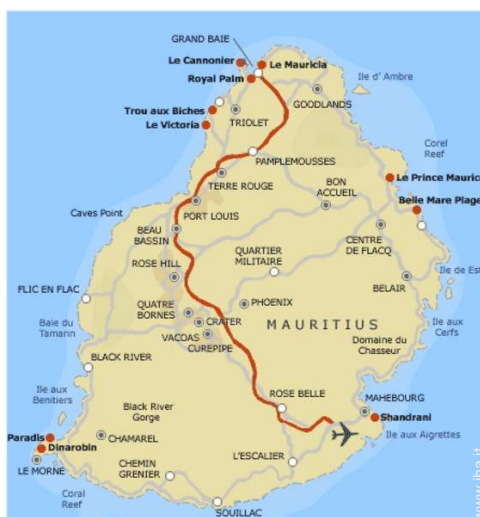 GRAND BAIE
Le Cannonier
Le Mauricia
Royal Palm
Ile d' Ambre
GOODLANDS
Trou aux Biches
TRIOLET
Le Victoria
Corel
Reef
PAMPLEMOUSSES
TERRE ROUGE
BON
ACCUEIL
Le Prince Mauric
Belle Mare Plage
Caves Point
PORT LOUIS
BEAU
BASSIN
CENTRE
DE FLACQ
QUARTIER
MILITAIRE
ROSE HILL
Ile de Est
FLIC EN FLAC
BELAIR
QUATRE
BORNES
PHOENIX
Baie du
Tamann
CRATER
MAURITIUS
Ile aux
Cerfs
VACOAS
CUREPIPE
Domaine du
Chasseur
BLACK RIVER
Ile aux
Benitiers
ROSE BELLE
MAHEBOURG
Black River
Gorge
Shandrani
Paradis
CHAMAREL
Ile aux Aigrettes
Dinarobin
L'ESCALIER
LE MORNE
CHEMIN
GRENIER
Coral
Reef
SOUILLAC
www.jba.it